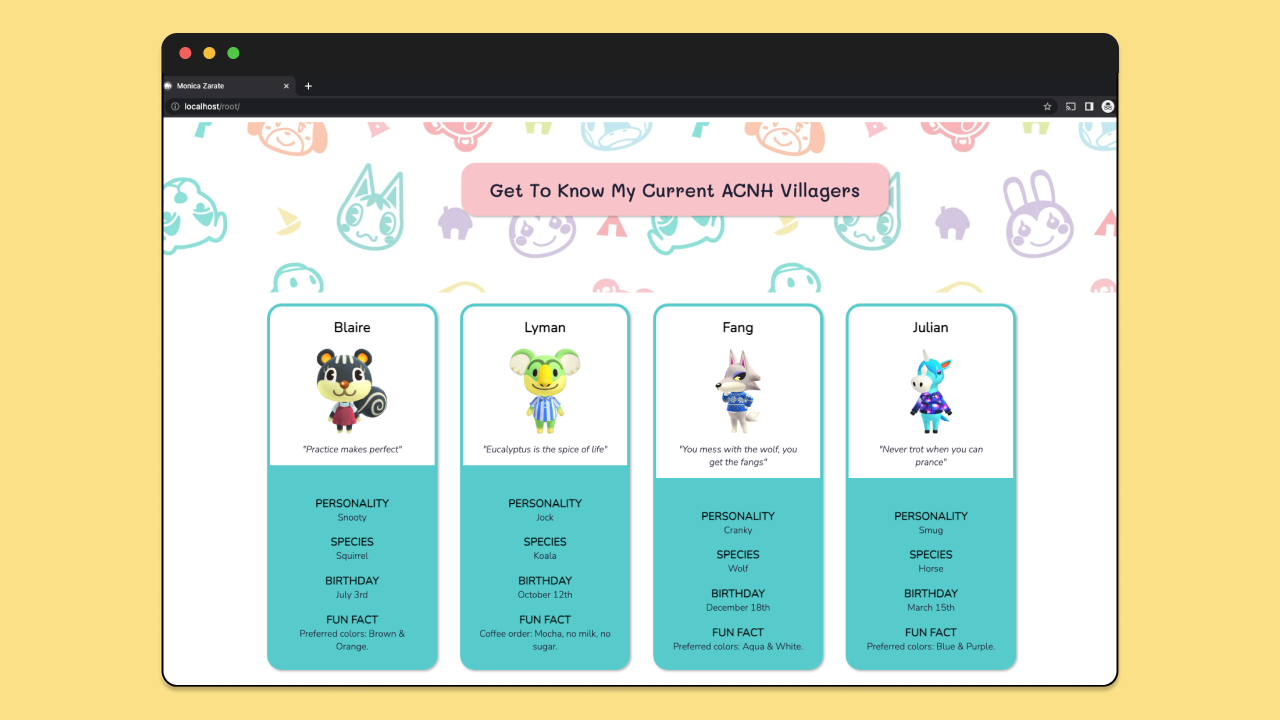 Monica Zarate
localhost/root/
Get To Know My Current ACNH Villagers
Blaire
"Practice makes perfect"
PERSONALITY
Snooty
SPECIES
Squirrel
BIRTHDAY
July 3rd
FUN FACT
Preferred colors: Brown &
Orange.
Lyman
"Eucalyptus is the spice of life"
PERSONALITY
Jock
SPECIES
Koala
BIRTHDAY
October 12th
FUN FACT
Coffee order: Mocha, no milk, no
sugar.
Fang
"You mess with the wolf, you
get the fangs"
PERSONALITY
Cranky
SPECIES
Wolf
BIRTHDAY
December 18th
FUN FACT
Preferred colors: Aqua & White.
Julian
"Never trot when you can
prance"
PERSONALITY
Smug
SPECIES
Horse
BIRTHDAY
March 15th
FUN FACT
Preferred colors: Blue & Purple.